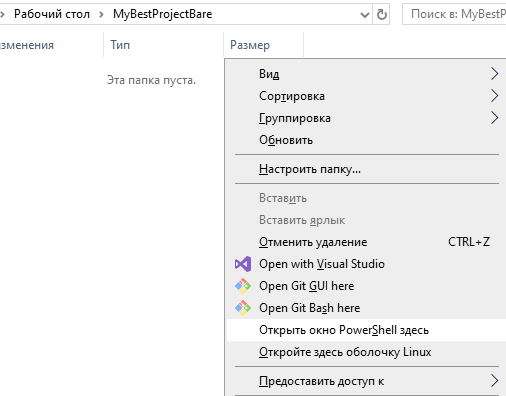 Рабочий стол > MyBestProjectBare
Поиск в: MyBestP
зменения Тип Размер
Эта папка пуста.
Вид
Сортировка
Группировка
Обновить
Настроить папку...
Вставить
Вставить ярлык
Отменить удаление CTRL+Z
Open with Visual Studio
Open Git GUI here
Open Git Bash here
Открыть окно PowerShell здесь
Откройте здесь оболочку Linux
Предоставить доступ к